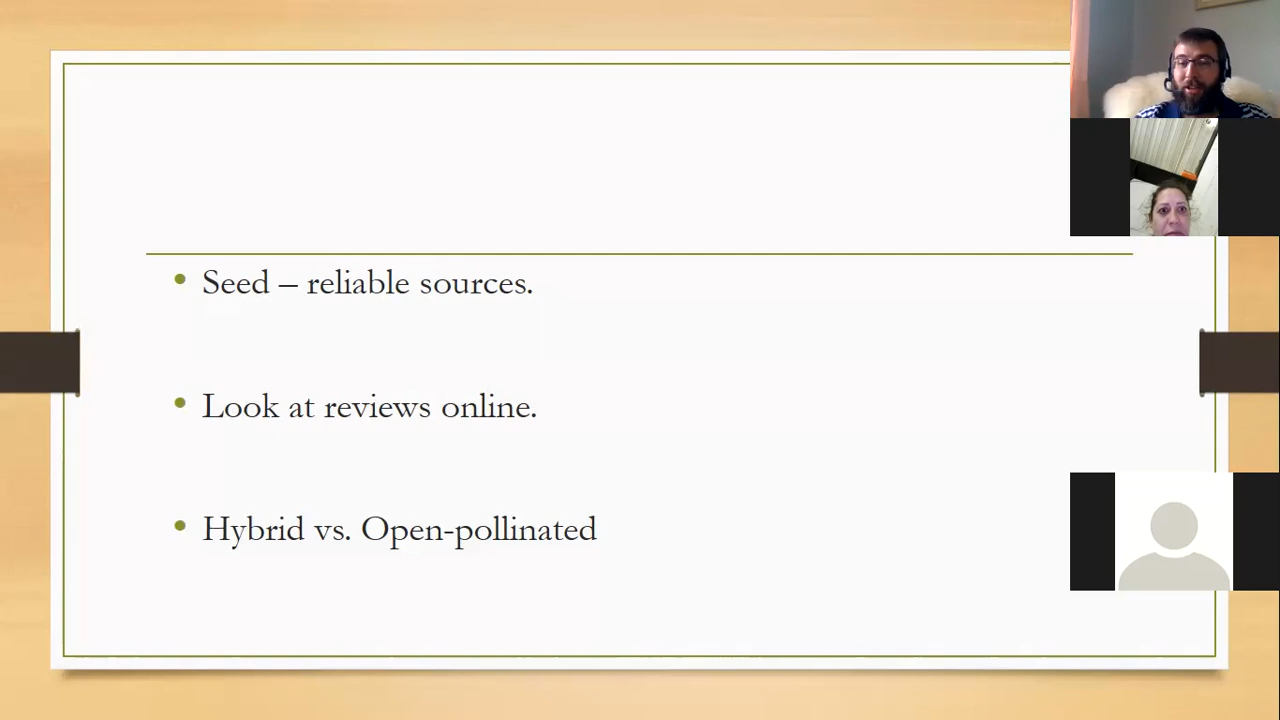 • Seed – reliable sources.
• Look at reviews online.
• Hybrid vs. Open-pollinated